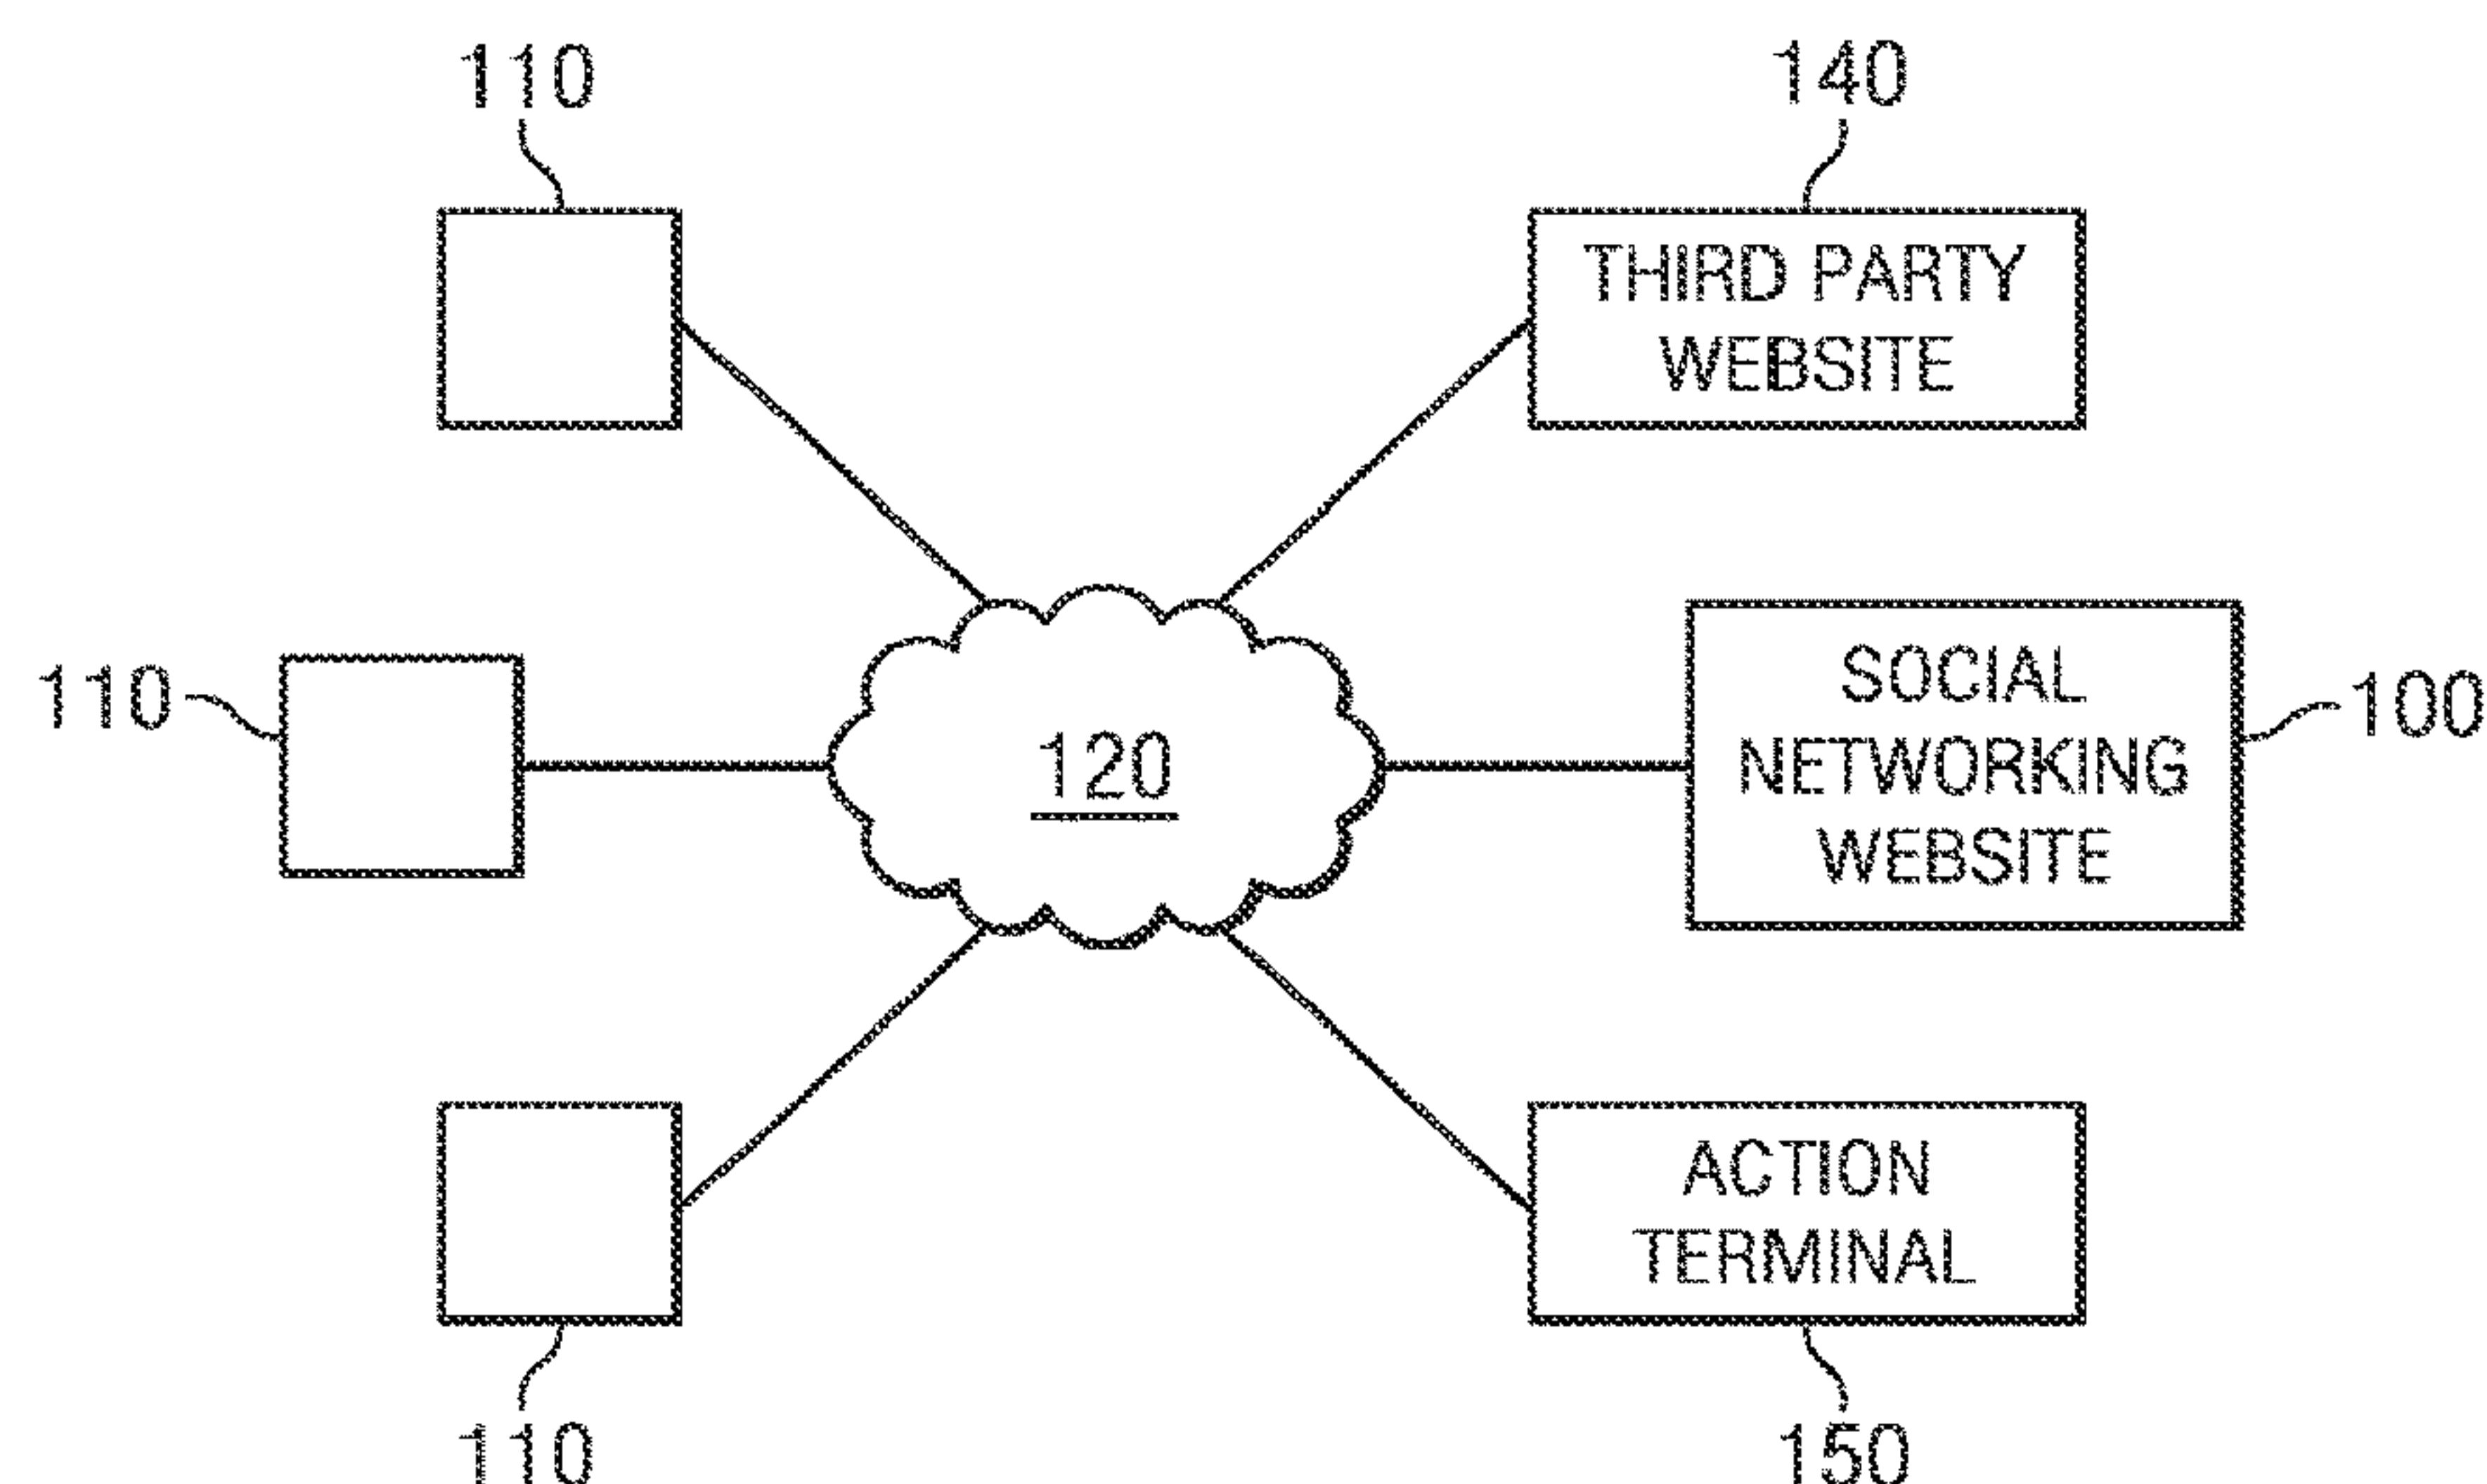 110
140
THIRD PARTY
WEBSITE
110
120
SOCIAL
NETWORKING
WEBSITE
100
ACTION
TERMINAL
110
150